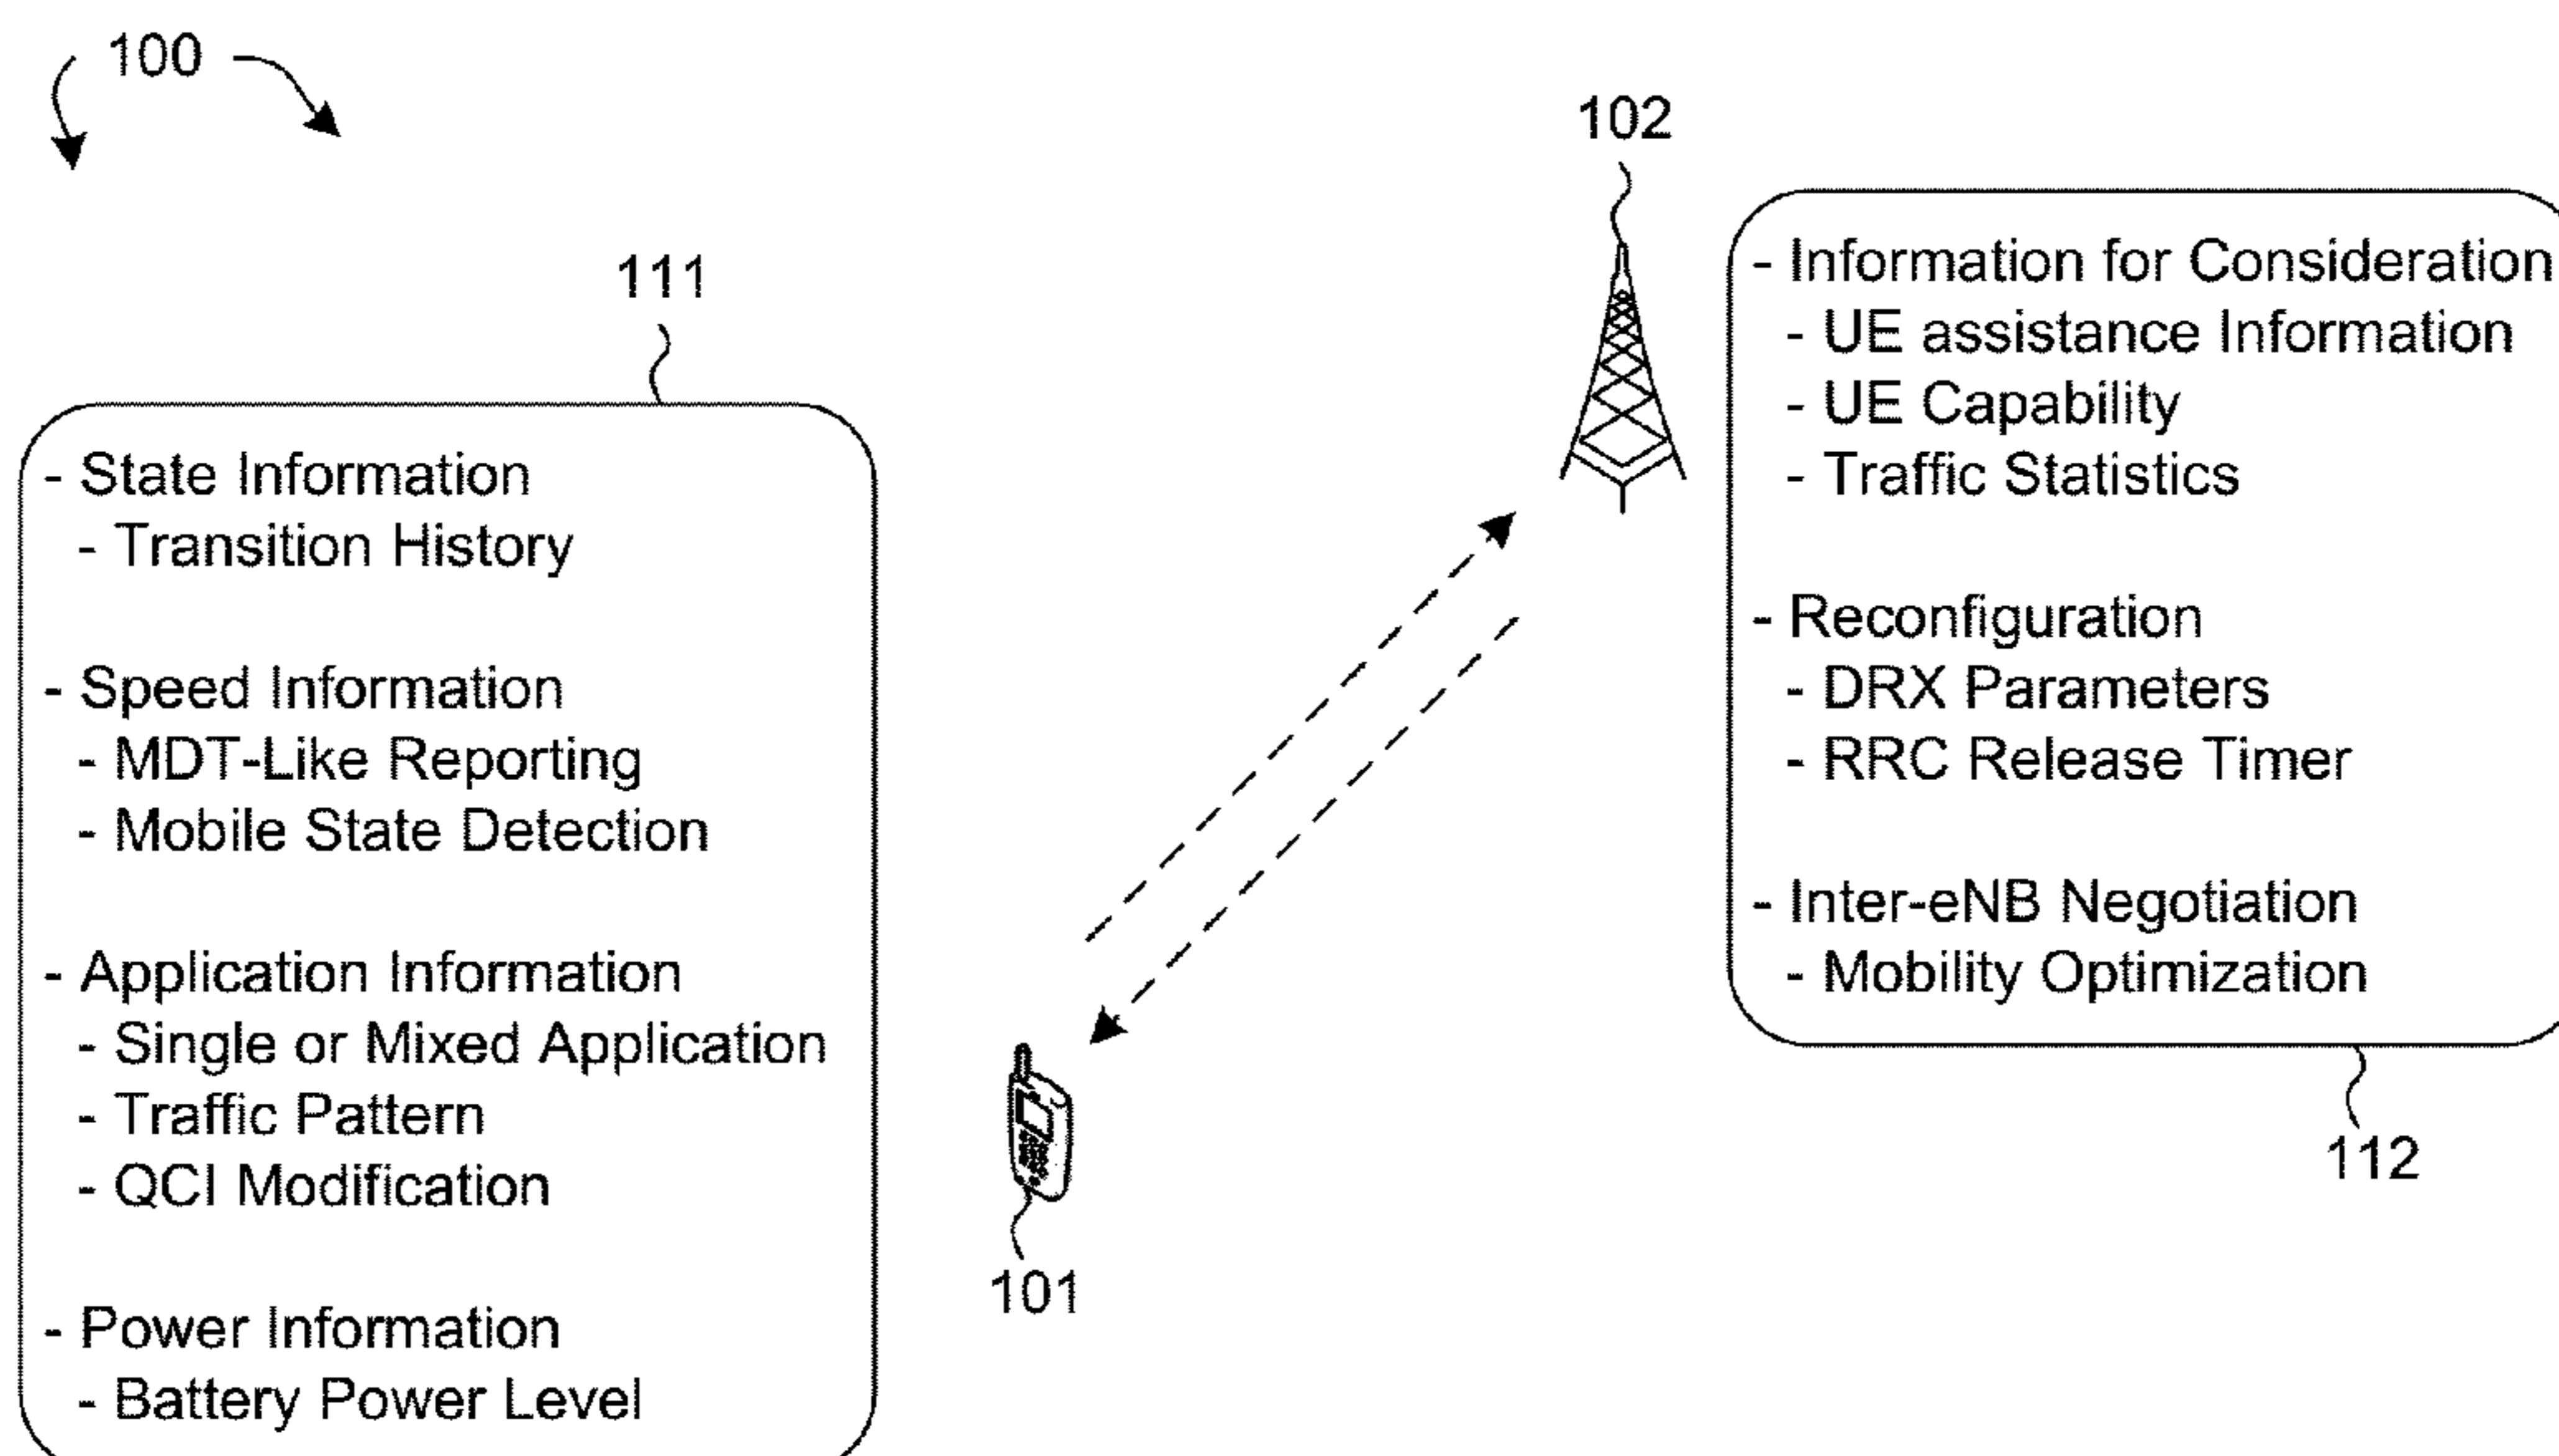 100
102
111
- State Information
- Transition History
- Speed Information
- MDT-Like Reporting
- Mobile State Detection
- Application Information
- Single or Mixed Application
- Traffic Pattern
- QCI Modification
- Power Information
- Battery Power Level
101
- Information for Consideration
- UE assistance Information
- UE Capability
- Traffic Statistics
- Reconfiguration
- DRX Parameters
- RRC Release Timer
- Inter-eNB Negotiation
- Mobility Optimization
112